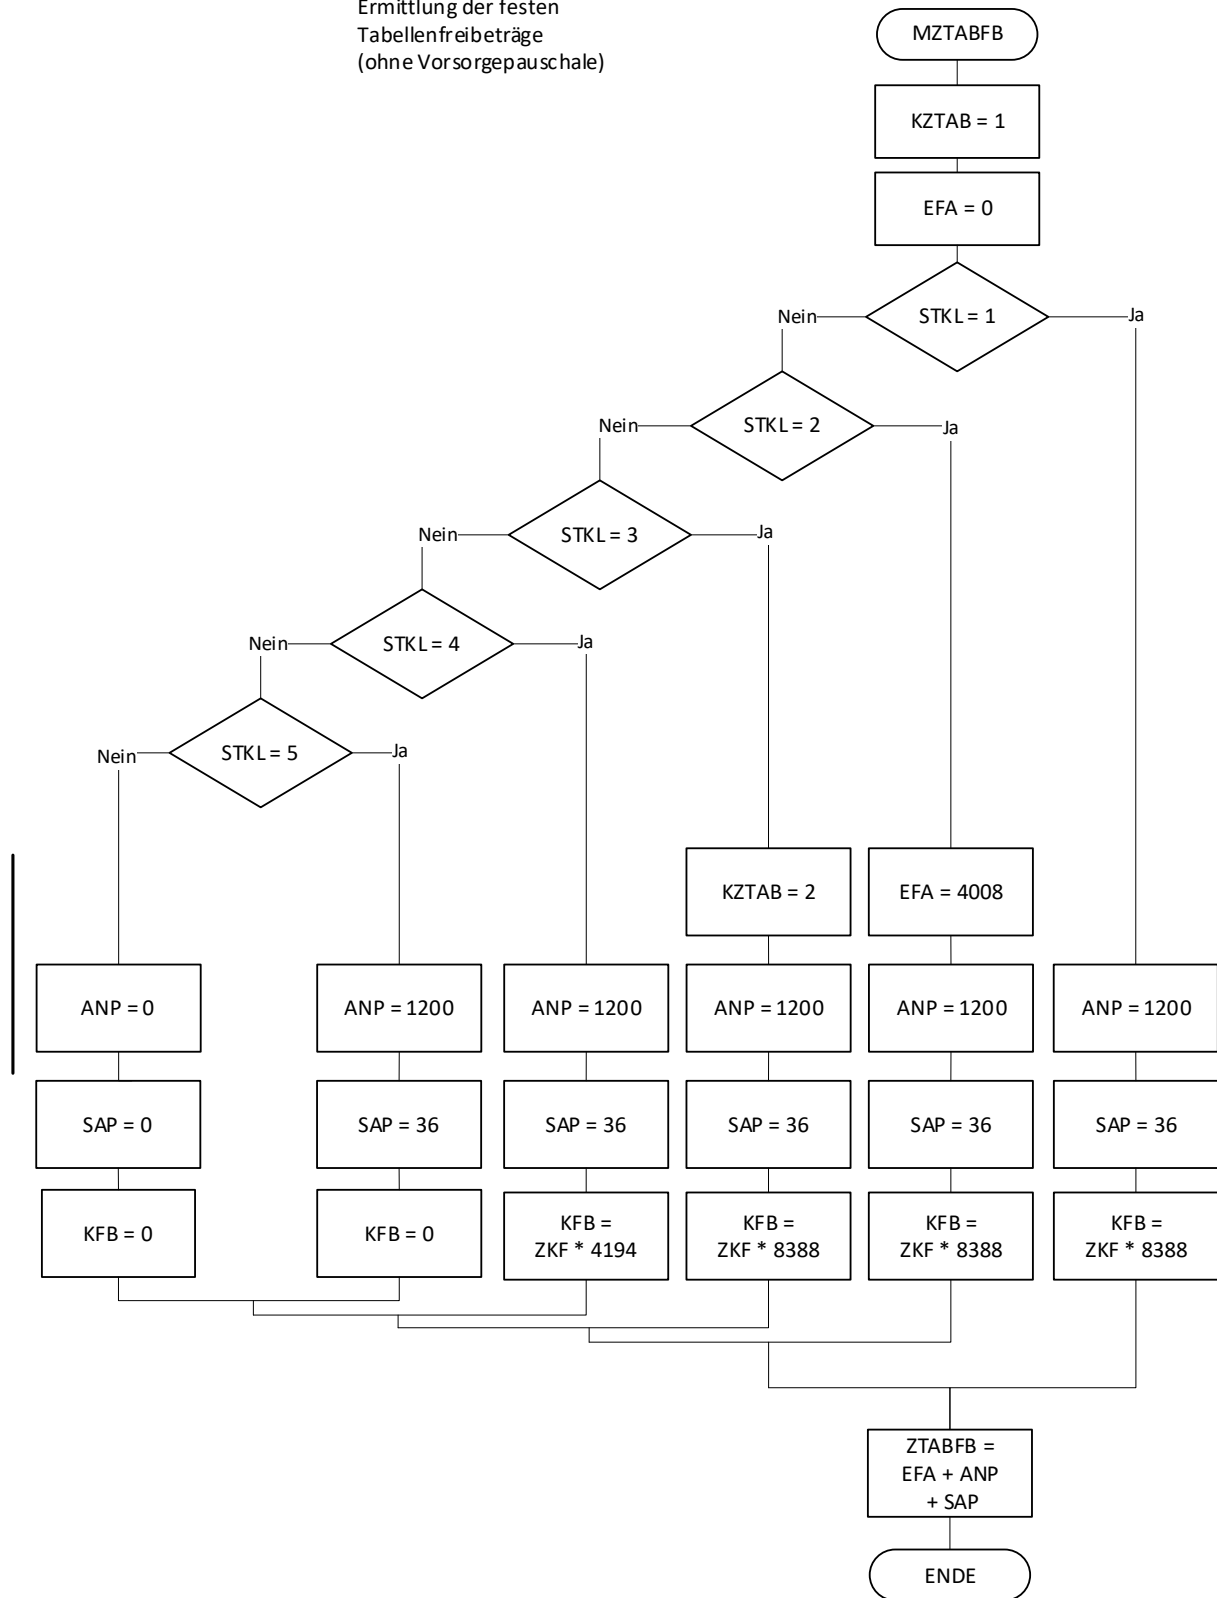 Ermittlung der festen
Tabellenfreibeträge
(ohne Vorsorgepauschale)
MZTABFB
KZTAB = 1
EFA = 0
STKL = 1
Nein
Ja
STKL = 2
Nein
Ja
STKL = 3
Nein
Ja
STKL = 4
Nein
Ja
STKL = 5
Nein
Ja
KZTAB = 2
EFA = 4008
ANP = 0
ANP = 1200
ANP = 1200
ANP = 1200
ANP = 1200
ANP = 1200
SAP = 0
SAP = 36
SAP = 36
SAP = 36
SAP = 36
SAP = 36
KFB = 0
KFB = 0
KFB =
ZKF * 4194
KFB =
ZKF * 8388
KFB =
ZKF * 8388
KFB =
ZKF * 8388
ZTABFB =
EFA + ANP
+ SAP
ENDE